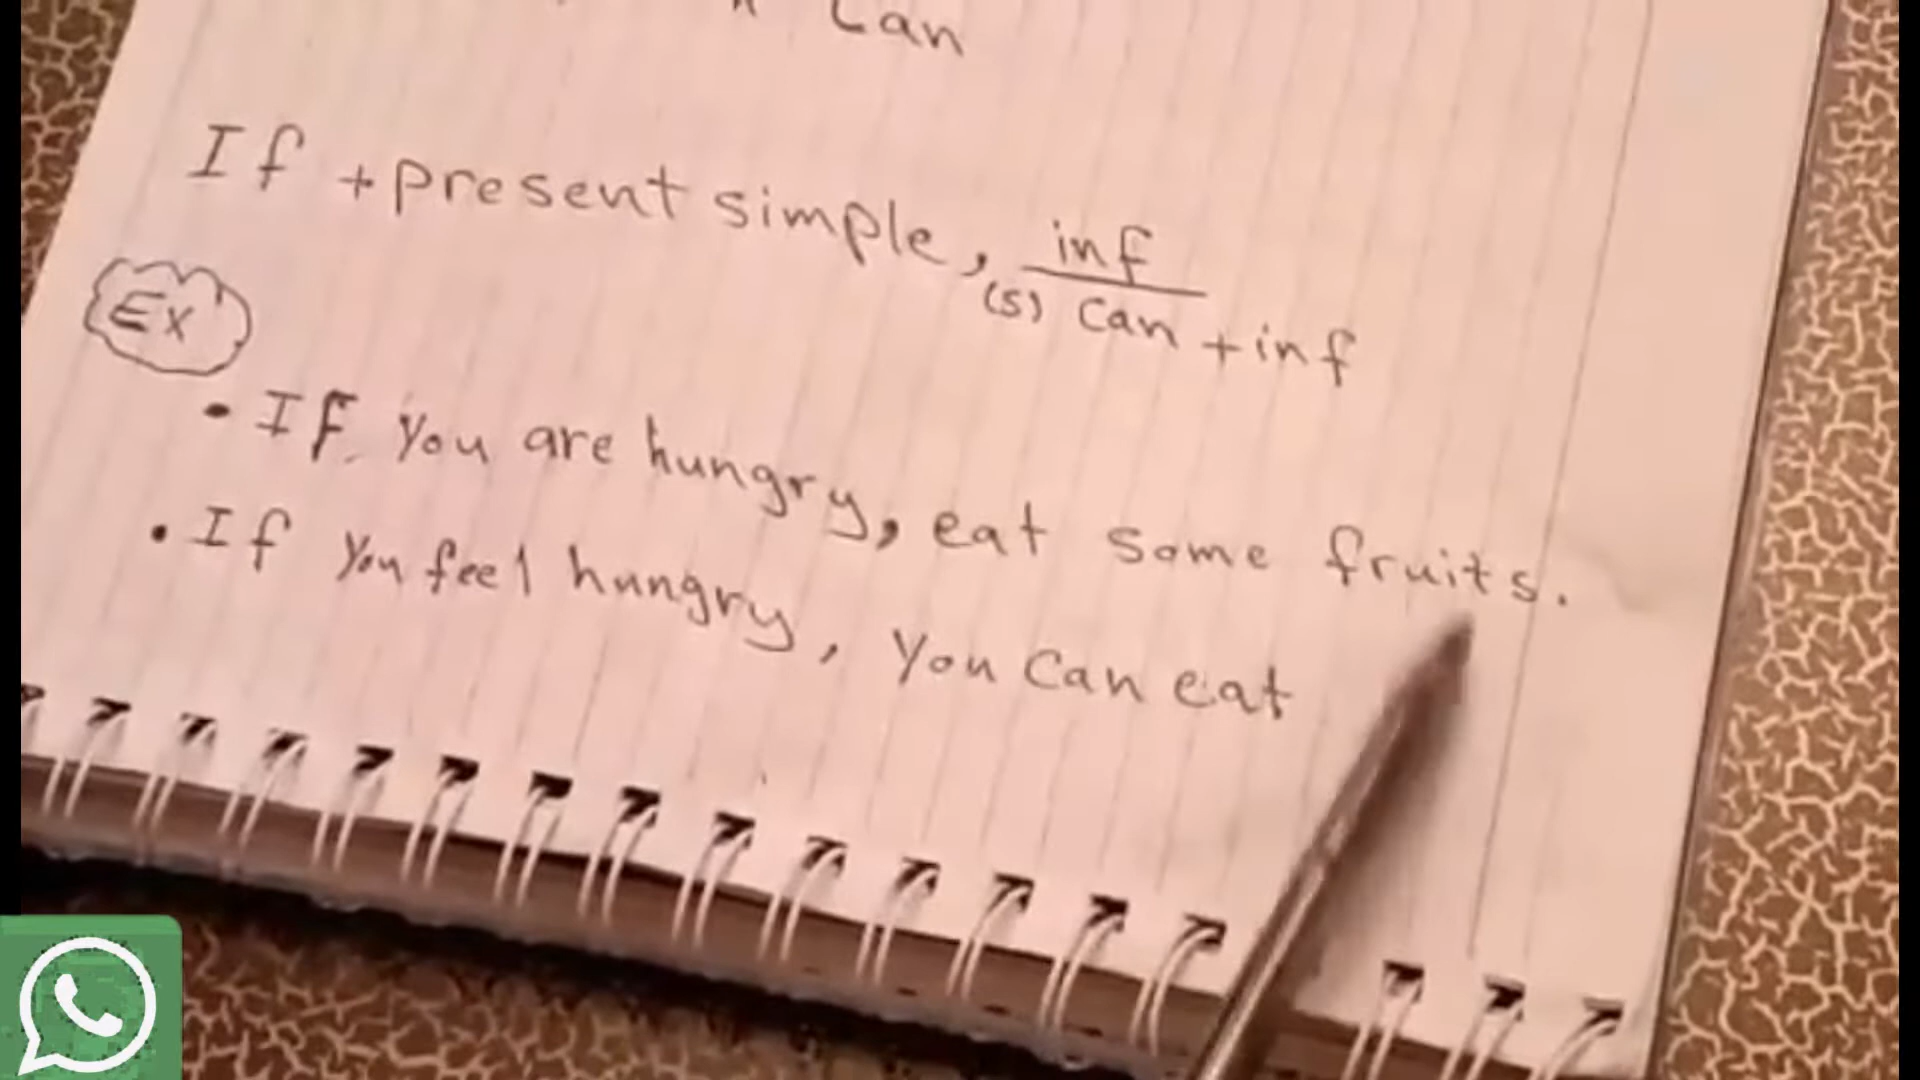 Can
If + present simple, inf
(s) Can + inf
Ex
• If you are hungry, eat some fruits.
• If you feel hungry, you can eat